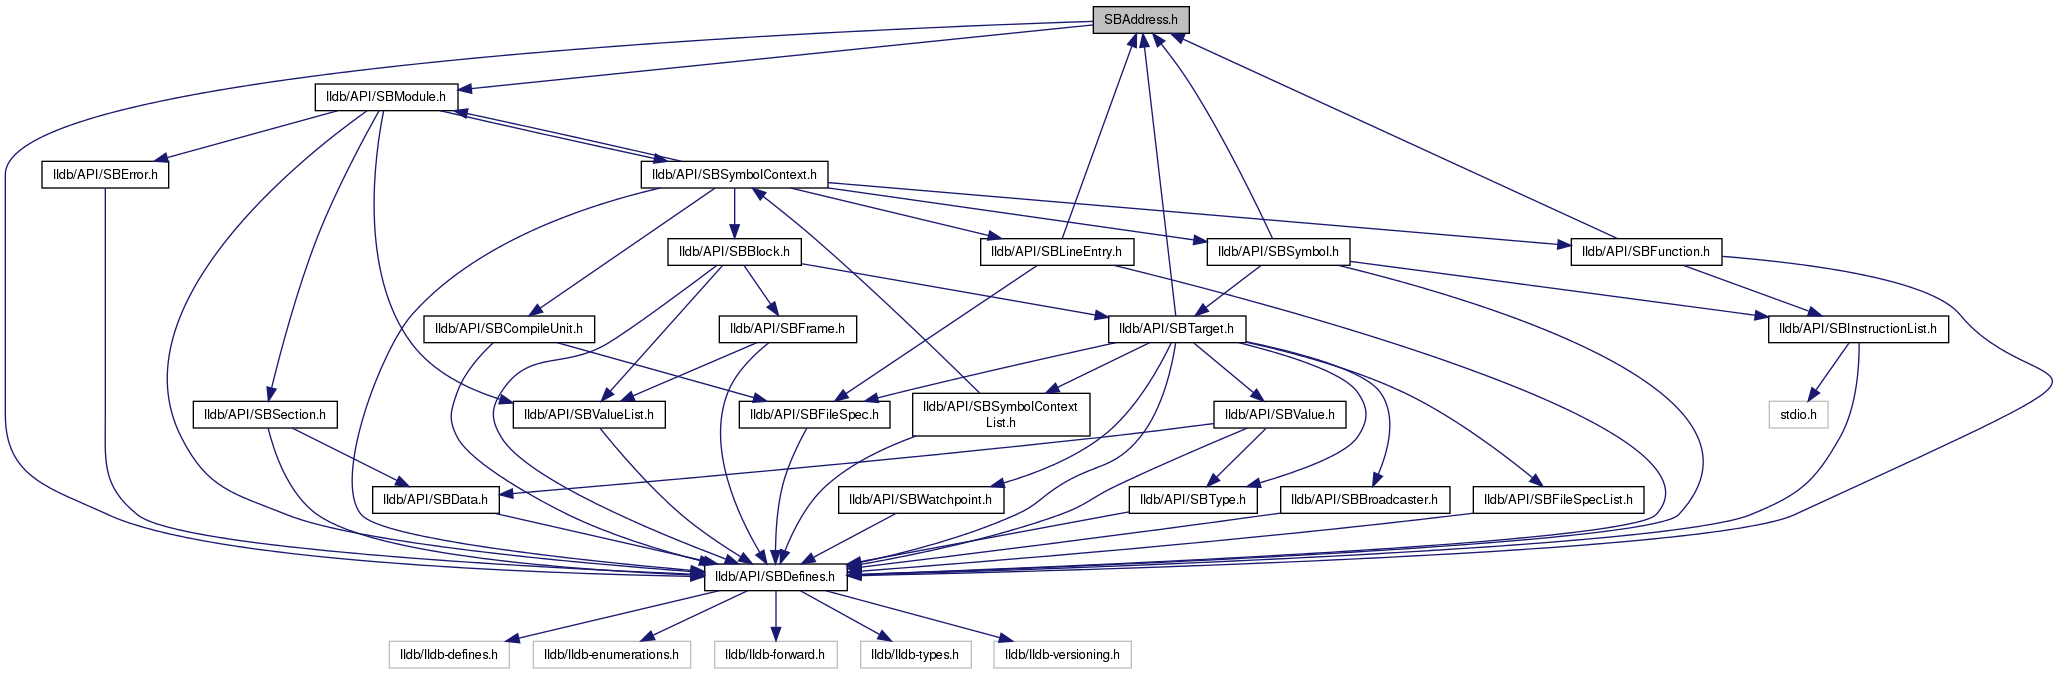 SBAddress.h
lldb/API/SBModule.h
lldb/API/SBError.h
lldb/API/SBSymbolContext.h
lldb/API/SBBlock.h
lldb/API/SBLineEntry.h
lldb/API/SBSymbol.h
lldb/API/SBFunction.h
lldb/API/SBCompileUnit.h
lldb/API/SBFrame.h
lldb/API/SBTarget.h
lldb/API/SBInstructionList.h
lldb/API/SBSection.h
lldb/API/SBValueList.h
lldb/API/SBFileSpec.h
lldb/API/SBSymbolContext
List.h
lldb/API/SBValue.h
stdio.h
lldb/API/SBData.h
lldb/API/SBWatchpoint.h
lldb/API/SBType.h
lldb/API/SBBroadcaster.h
lldb/API/SBFileSpecList.h
lldb/API/SBDefines.h
lldb/lldb-defines.h
lldb/lldb-enumerations.h
lldb/lldb-forward.h
lldb/lldb-types.h
lldb/lldb-versioning.h